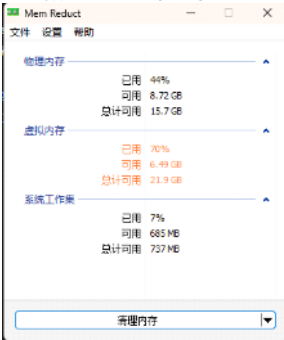 Mem Reduct
文件 设置 帮助
物理内存
已用 44%
可用 8.72 GB
总计可用 15.7 GB
虚拟内存
已用 70%
可用 6.49 GB
总计可用 21.9 GB
系统工作集
已用 7%
可用 685 MB
总计可用 737 MB
清理内存